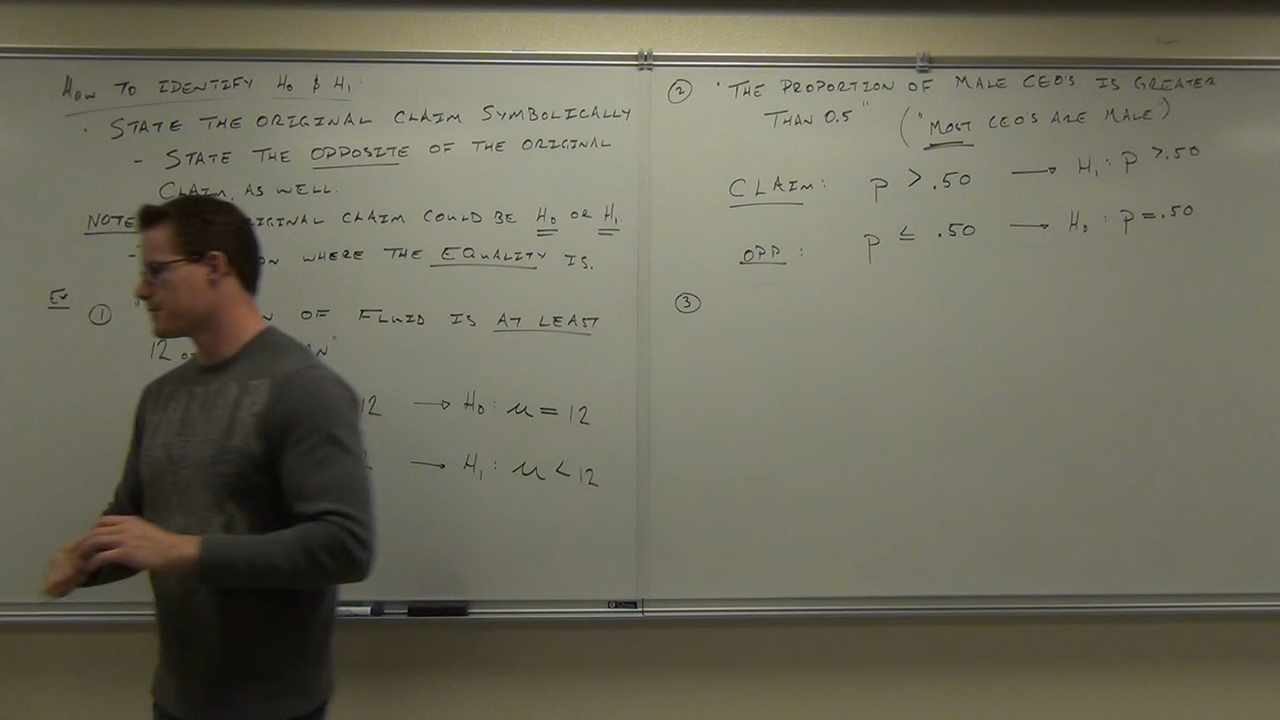 HOW TO IDENTIFY H₀ & H₁:
· STATE THE ORIGINAL CLAIM SYMBOLICALLY
- STATE THE OPPOSITE OF THE ORIGINAL
CLAIM AS WELL.
NOTE CLAIM COULD BE H₀ OR H₁
- WHERE THE EQUALITY IS.
EX ① " OF FLUID IS AT LEAST
12
12 → H₀: μ = 12
→ H₁: μ < 12
② "THE PROPORTION OF MALE CEO'S IS GREATER
THAN 0.5" ("MOST CEO'S ARE MALE")
CLAIM: p > .50 → H₁: p > .50
OPP: p ≤ .50 → H₀: p = .50
③